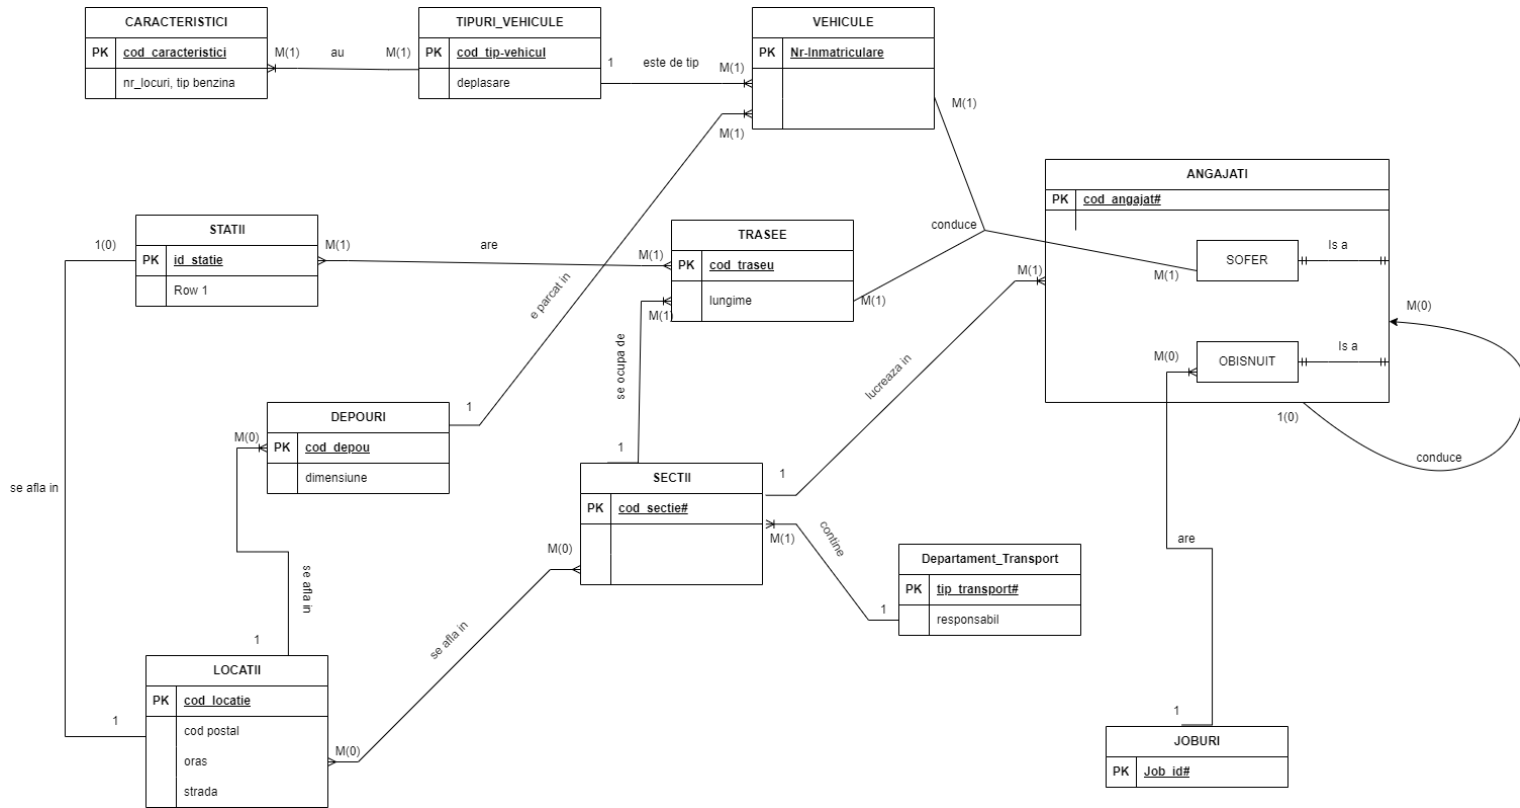 CARACTERISTICI
PK cod_caracteristici
nr_locuri, tip benzina
M(1) au M(1)
TIPURI_VEHICULE
PK cod_tip-vehicul
deplasare
1 este de tip M(1)
VEHICULE
PK Nr-Inmatriculare
M(1)
M(1)
e parcat in
conduce
ANGAJATI
PK cod_angajat#
SOFER
Is a
M(1)
OBISNUIT
Is a
M(0)
M(0)
1(0)
conduce
STATII
PK id_statie
Row 1
1(0)
M(1) are M(1)
TRASEE
PK cod_traseu
lungime
M(1)
M(1)
se ocupa de
1
lucreaza in
M(1)
1
DEPOURI
PK cod_depou
dimensiune
1
M(0)
se afla in
1
se afla in
1
SECTII
PK cod_sectie#
M(0)
se afla in
M(0)
M(1)
contine
1
Departament_Transport
PK tip_transport#
responsabil
are
1
LOCATII
PK cod_locatie
cod postal
oras
strada
JOBURI
PK Job_id#